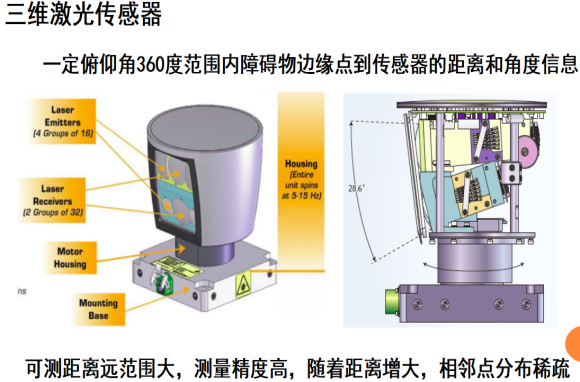 三维激光传感器
一定俯仰角360度范围内障碍物边缘点到传感器的距离和角度信息
Laser
Emitters
(4 Groups of 16)
Laser
Receivers
(2 Groups of 32)
Motor
Housing
Mounting
Base
Housing
(Entire
unit spins
at 5-15 Hz)
28.6°
ns
可测距离远范围大，测量精度高，随着距离增大，相邻点分布稀疏